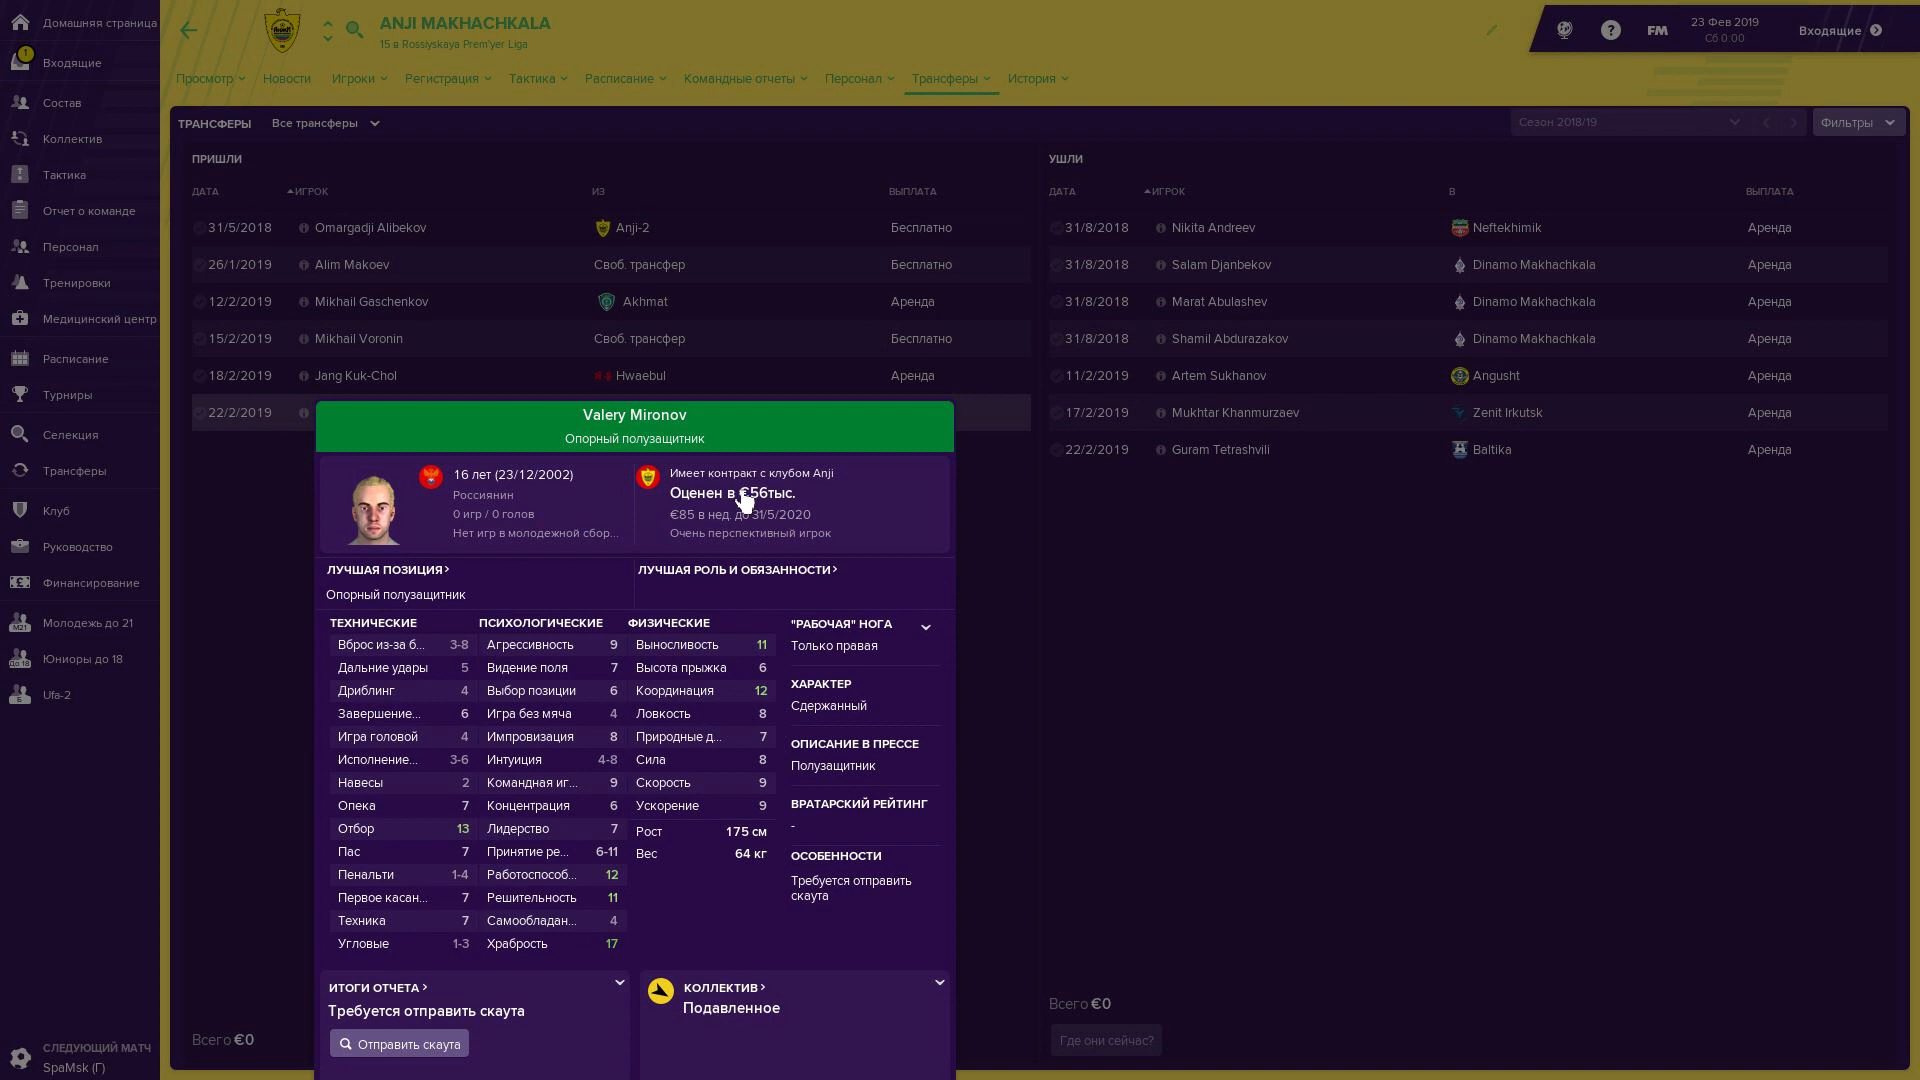 Домашняя страница
1
Входящие
Состав
Коллектив
Тактика
Отчет о команде
Персонал
Тренировки
Медицинский центр
Расписание
Турниры
Селекция
Трансферы
Клуб
Руководство
Финансирование
Молодежь до 21
Юниоры до 18
Ufa-2
СЛЕДУЮЩИЙ МАТЧ
SpaMsk (Г)
ANJI MAKHACHKALA
15 в Rossiyskaya Prem'yer Liga
FM
23 Фев 2019
Сб 0:00
Входящие
Просмотр
Новости
Игроки
Регистрация
Тактика
Расписание
Командные отчеты
Персонал
Трансферы
История
ТРАНСФЕРЫ
Все трансферы
Сезон 2018/19
Фильтры
ПРИШЛИ
ДАТА ИГРОК ИЗ ВЫПЛАТА
31/5/2018 Omargadji Alibekov Anji-2 Бесплатно
26/1/2019 Alim Makoev Своб. трансфер Бесплатно
12/2/2019 Mikhail Gaschenkov Akhmat Аренда
15/2/2019 Mikhail Voronin Своб. трансфер Бесплатно
18/2/2019 Jang Kuk-Chol Hwaebul Аренда
22/2/2019
Всего €0
УШЛИ
ДАТА ИГРОК В ВЫПЛАТА
31/8/2018 Nikita Andreev Neftekhimik Аренда
31/8/2018 Salam Djanbekov Dinamo Makhachkala Аренда
31/8/2018 Marat Abulashev Dinamo Makhachkala Аренда
31/8/2018 Shamil Abdurazakov Dinamo Makhachkala Аренда
11/2/2019 Artem Sukhanov Angusht Аренда
17/2/2019 Mukhtar Khanmurzaev Zenit Irkutsk Аренда
22/2/2019 Guram Tetrashvili Baltika Аренда
Всего €0
Где они сейчас?
Valery Mironov
Опорный полузащитник
16 лет (23/12/2002)
Россиянин
0 игр / 0 голов
Нет игр в молодежной сбор...
Имеет контракт с клубом Anji
Оценен в €56тыс.
€85 в нед. до 31/5/2020
Очень перспективный игрок
ЛУЧШАЯ ПОЗИЦИЯ
Опорный полузащитник
ЛУЧШАЯ РОЛЬ И ОБЯЗАННОСТИ
ТЕХНИЧЕСКИЕ
Вброс из-за б... 3-8
Дальние удары 5
Дриблинг 4
Завершение... 6
Игра головой 4
Исполнение... 3-6
Навесы 2
Опека 7
Отбор 13
Пас 7
Пенальти 1-4
Первое касан... 7
Техника 7
Угловые 1-3
ПСИХОЛОГИЧЕСКИЕ
Агрессивность 9
Видение поля 7
Выбор позиции 6
Игра без мяча 4
Импровизация 8
Интуиция 4-8
Командная иг... 9
Концентрация 6
Лидерство 7
Принятие ре... 6-11
Работоспособ... 12
Решительность 11
Самообладан... 4
Храбрость 17
ФИЗИЧЕСКИЕ
Выносливость 11
Высота прыжка 6
Координация 12
Ловкость 8
Природные д... 7
Сила 8
Скорость 9
Ускорение 9
Рост 175 см
Вес 64 кг
"РАБОЧАЯ" НОГА
Только правая
ХАРАКТЕР
Сдержанный
ОПИСАНИЕ В ПРЕССЕ
Полузащитник
ВРАТАРСКИЙ РЕЙТИНГ
-
ОСОБЕННОСТИ
Требуется отправить
скаута
ИТОГИ ОТЧЕТА
Требуется отправить скаута
Отправить скаута
КОЛЛЕКТИВ
Подавленное